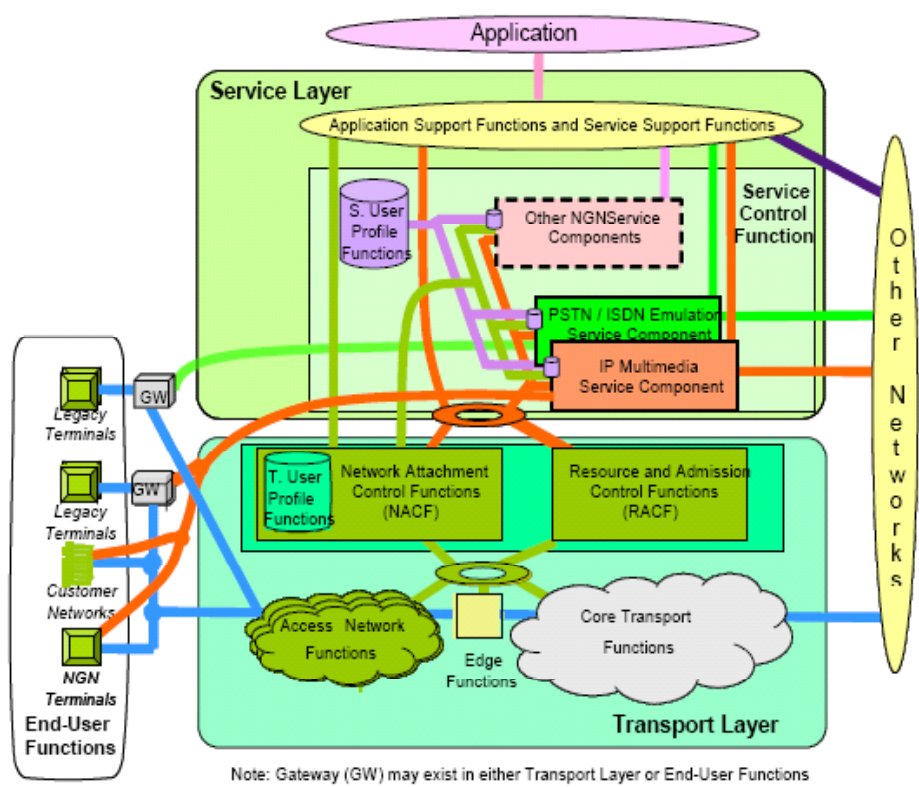 Application
Service Layer
Application Support Functions and Service Support Functions
Service
Control
Function
S. User
Profile
Functions
Other NGNService
Components
PSTN / ISDN Emulation
Service Component
IP Multimedia
Service Component
Other Networks
GW
Legacy
Terminals
GW
Legacy
Terminals
Customer
Networks
NGN
Terminals
End-User
Functions
T. User
Profile
Functions
Network Attachment
Control Functions
(NACF)
Resource and Admission
Control Functions
(RACF)
Access Network
Functions
Edge
Functions
Core Transport
Functions
Transport Layer
Note: Gateway (GW) may exist in either Transport Layer or End-User Functions